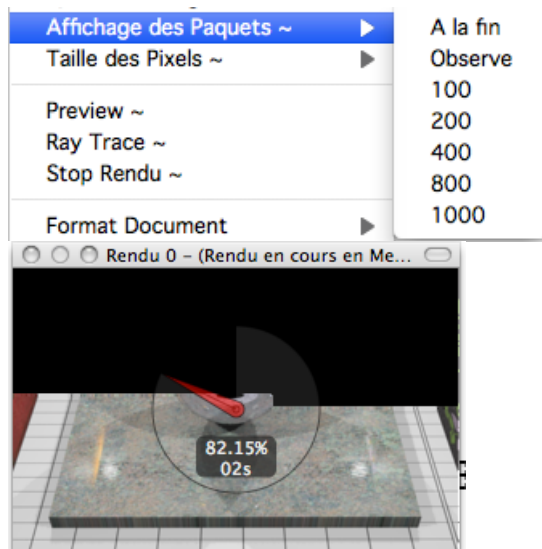 Affichage des Paquets ~
Taille des Pixels ~
Preview ~
Ray Trace ~
Stop Rendu ~
Format Document
A la fin
Observe
100
200
400
800
1000
Rendu 0 – (Rendu en cours en Me...
82.15%
02s